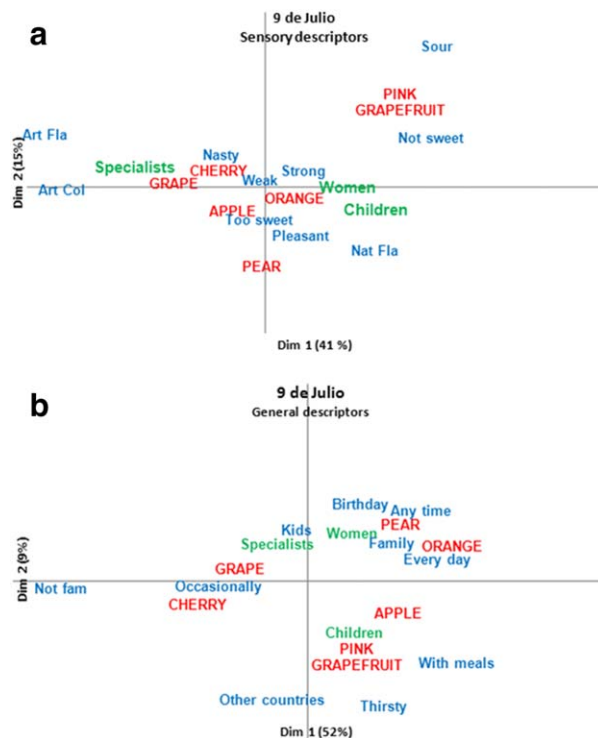 a
9 de Julio
Sensory descriptors
Sour
PINK
GRAPEFRUIT
Art Fla
Not sweet
Nasty
Specialists
CHERRY
Strong
Weak
GRAPE
Women
Art Col
ORANGE
APPLE
Children
Too sweet
Pleasant
Nat Fla
PEAR
Dim 2 (15%)
Dim 1 (41 %)
b
9 de Julio
General descriptors
Birthday
Any time
PEAR
Kids
Women
Specialists
Family
ORANGE
Every day
GRAPE
Not fam
Occasionally
CHERRY
APPLE
Children
PINK
GRAPEFRUIT
With meals
Other countries
Thirsty
Dim 2 (9%)
Dim 1 (52%)